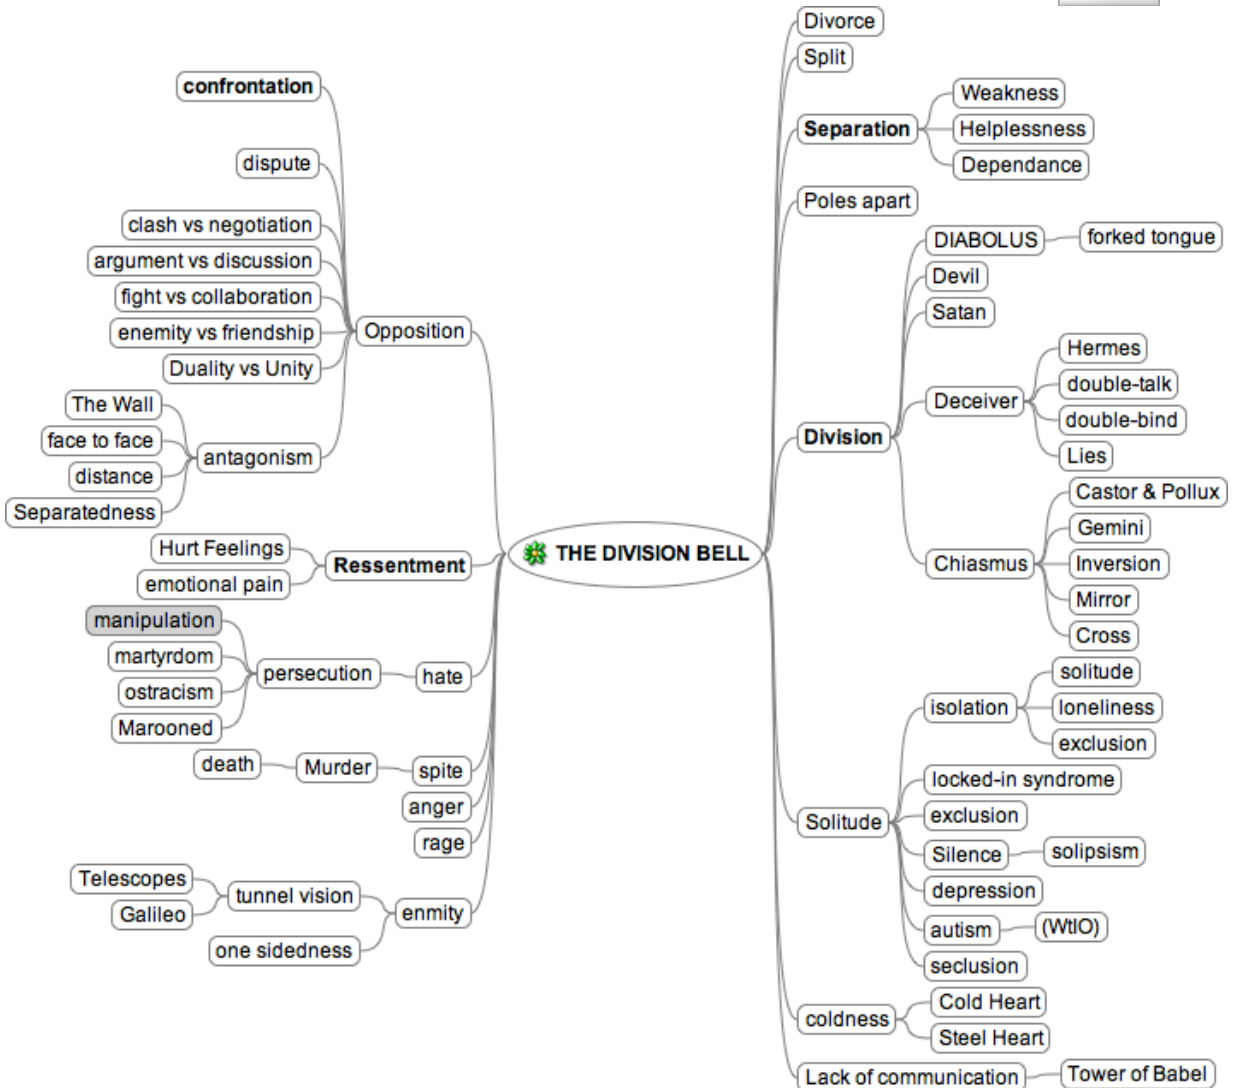 THE DIVISION BELL
Divorce
Split
Separation
Weakness
Helplessness
Dependance
Poles apart
Division
DIABOLUS
forked tongue
Devil
Satan
Deceiver
Hermes
double-talk
double-bind
Lies
Chiasmus
Castor & Pollux
Gemini
Inversion
Mirror
Cross
Solitude
isolation
solitude
loneliness
exclusion
locked-in syndrome
exclusion
Silence
solipsism
depression
autism
(WtIO)
seclusion
coldness
Cold Heart
Steel Heart
Lack of communication
Tower of Babel
Opposition
confrontation
dispute
clash vs negotiation
argument vs discussion
fight vs collaboration
enemity vs friendship
Duality vs Unity
antagonism
The Wall
face to face
distance
Separatedness
Ressentment
Hurt Feelings
emotional pain
hate
persecution
manipulation
martyrdom
ostracism
Marooned
spite
Murder
death
anger
rage
enmity
tunnel vision
Telescopes
Galileo
one sidedness